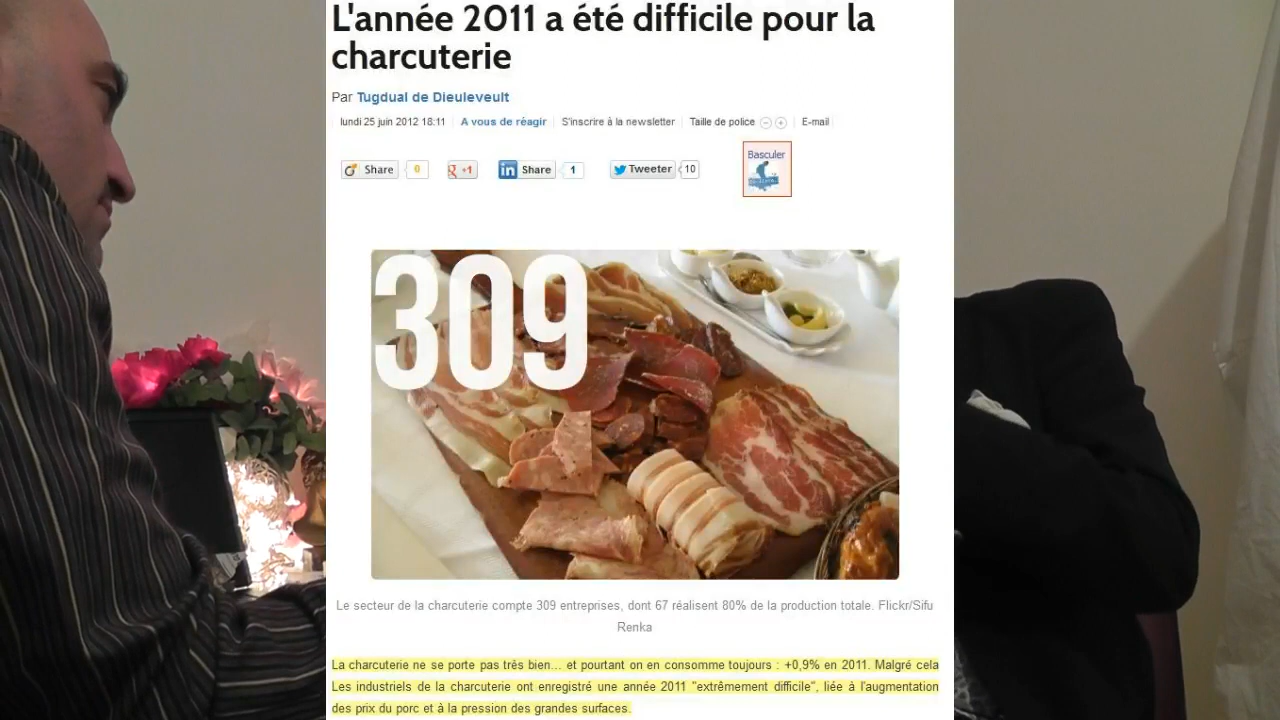 L'année 2011 a été difficile pour la
charcuterie
Par Tugdual de Dieuleveult
lundi 25 juin 2012 18:11 A vous de réagir S'inscrire à la newsletter Taille de police E-mail
Share 0 +1 Share 1 Tweeter 10
Basculer
309
Le secteur de la charcuterie compte 309 entreprises, dont 67 réalisent 80% de la production totale. Flickr/Sifu
Renka
La charcuterie ne se porte pas très bien... et pourtant on en consomme toujours : +0,9% en 2011. Malgré cela
Les industriels de la charcuterie ont enregistré une année 2011 "extrêmement difficile", liée à l'augmentation
des prix du porc et à la pression des grandes surfaces.